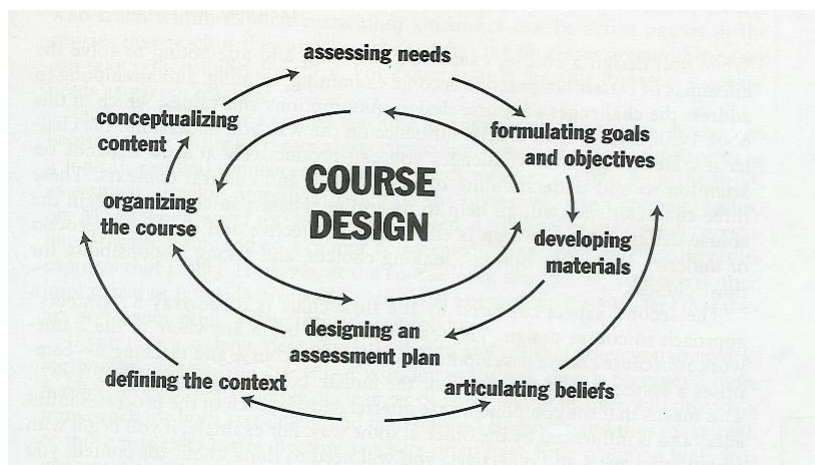 assessing needs
conceptualizing
content
formulating goals
and objectives
COURSE
DESIGN
organizing
the course
developing
materials
designing an
assessment plan
defining the context
articulating beliefs